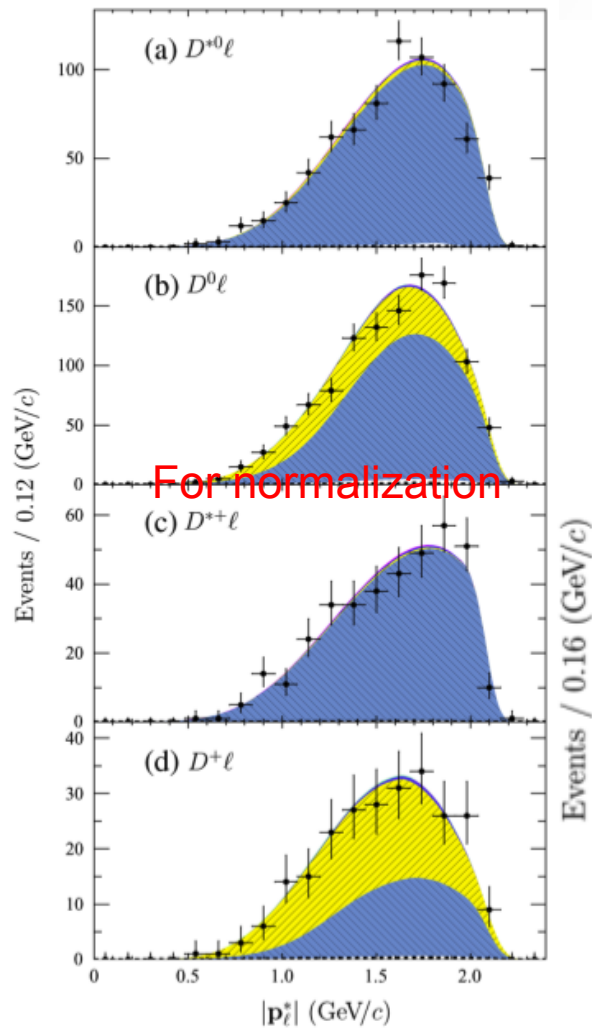 (a) D*0ℓ
100
50
0
(b) D0ℓ
150
100
50
0
For normalization
(c) D*+ℓ
60
40
20
0
(d) D+ℓ
40
30
20
10
0
0 0.5 1.0 1.5 2.0
|p*ℓ| (GeV/c)
Events / 0.12 (GeV/c)
Events / 0.16 (GeV/c)